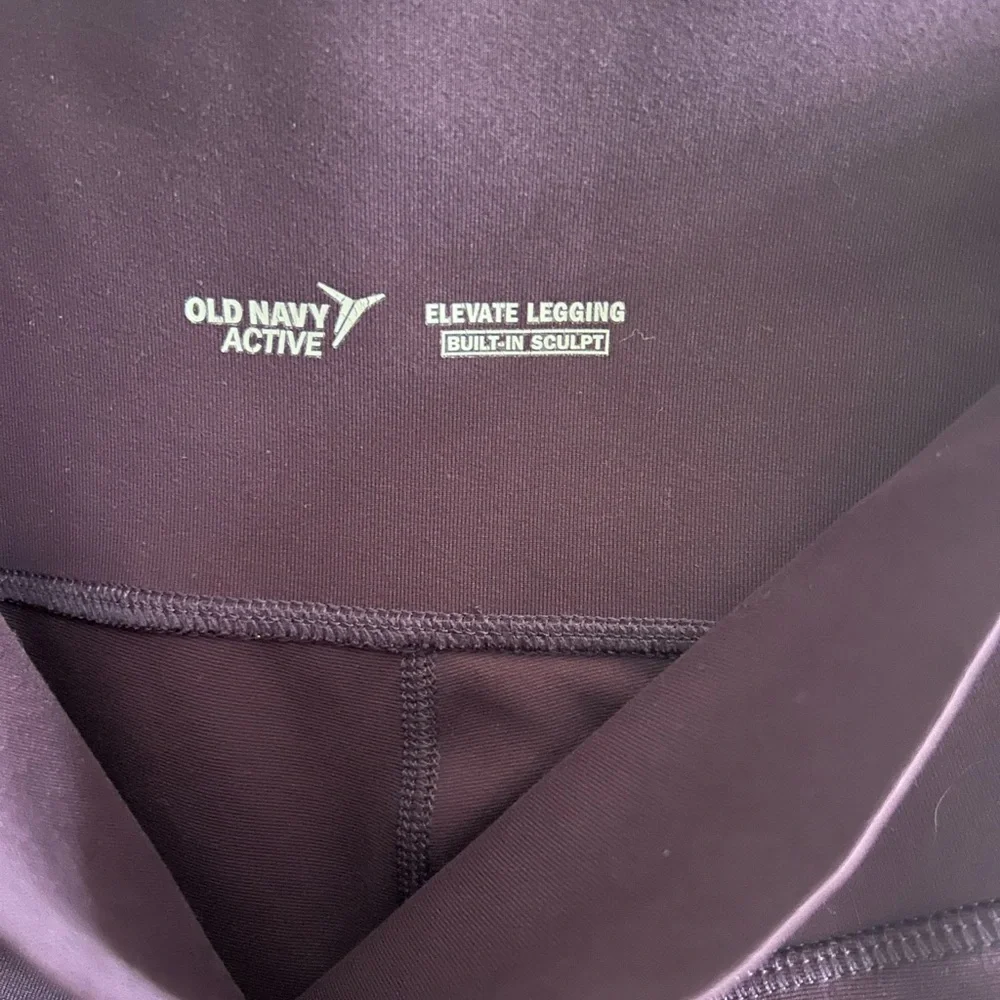 OLD NAVY
ACTIVE
ELEVATE LEGGING
BUILT-IN SCULPT